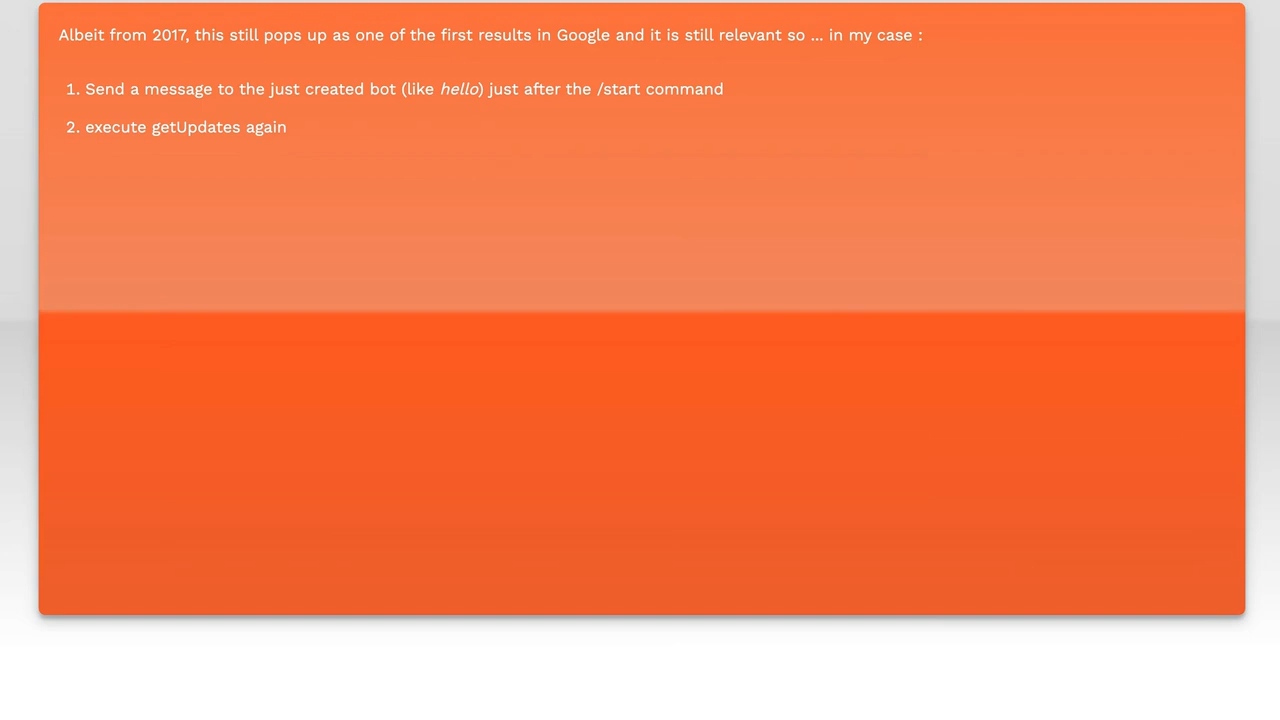 Albeit from 2017, this still pops up as one of the first results in Google and it is still relevant so ... in my case :
1. Send a message to the just created bot (like hello) just after the /start command
2. execute getUpdates again